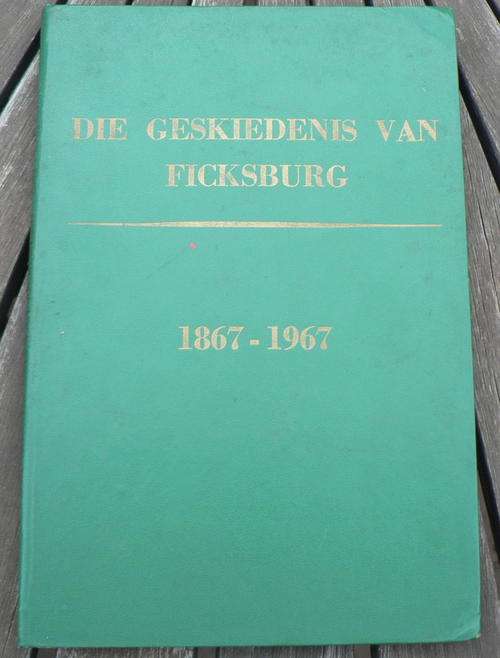 DIE GESKIEDENIS VAN
FICKSBURG
1867 - 1967